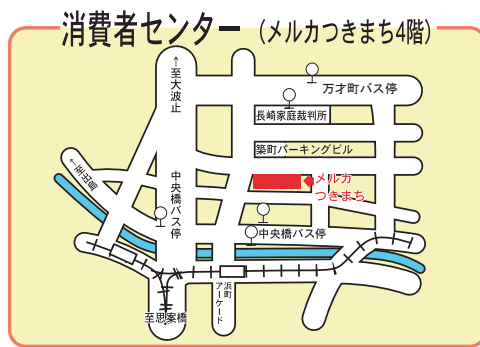 消費者センター（メルカつきまち4階）
←至大波止
万才町バス停
長崎家庭裁判所
築町パーキングビル
メルカ
つきまち
中央橋バス停
中央橋バス停
浜町
アーケード
至思案橋